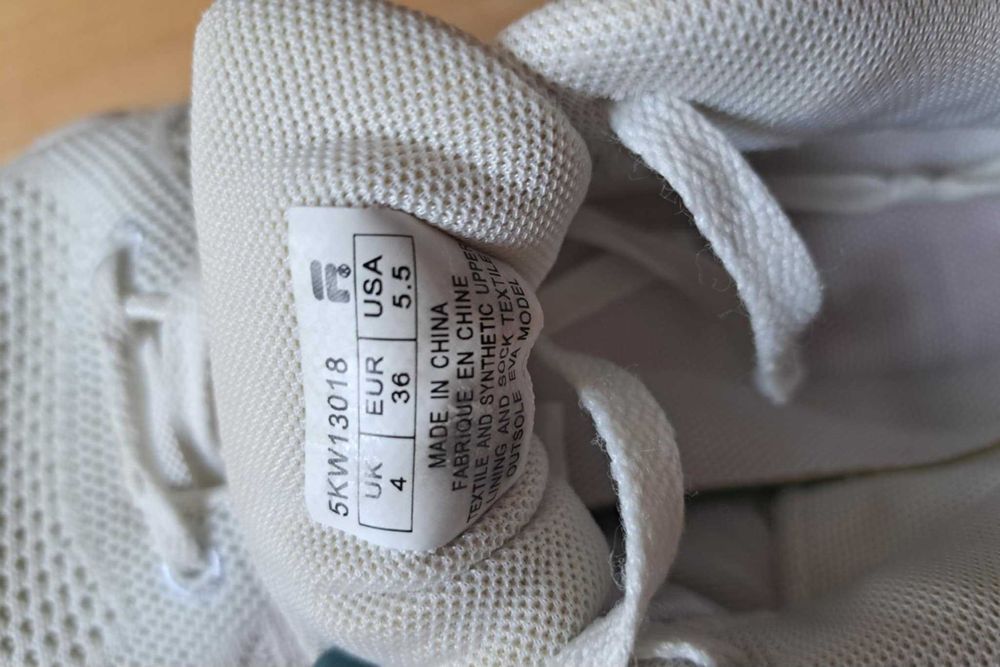 R®
5KW13018
UK EUR USA
4 36 5.5
MADE IN CHINA
FABRIQUE EN CHINE
TEXTILE AND SYNTHETIC UPPER
LINING AND SOCK TEXTILE
OUTSOLE EVA MODEL